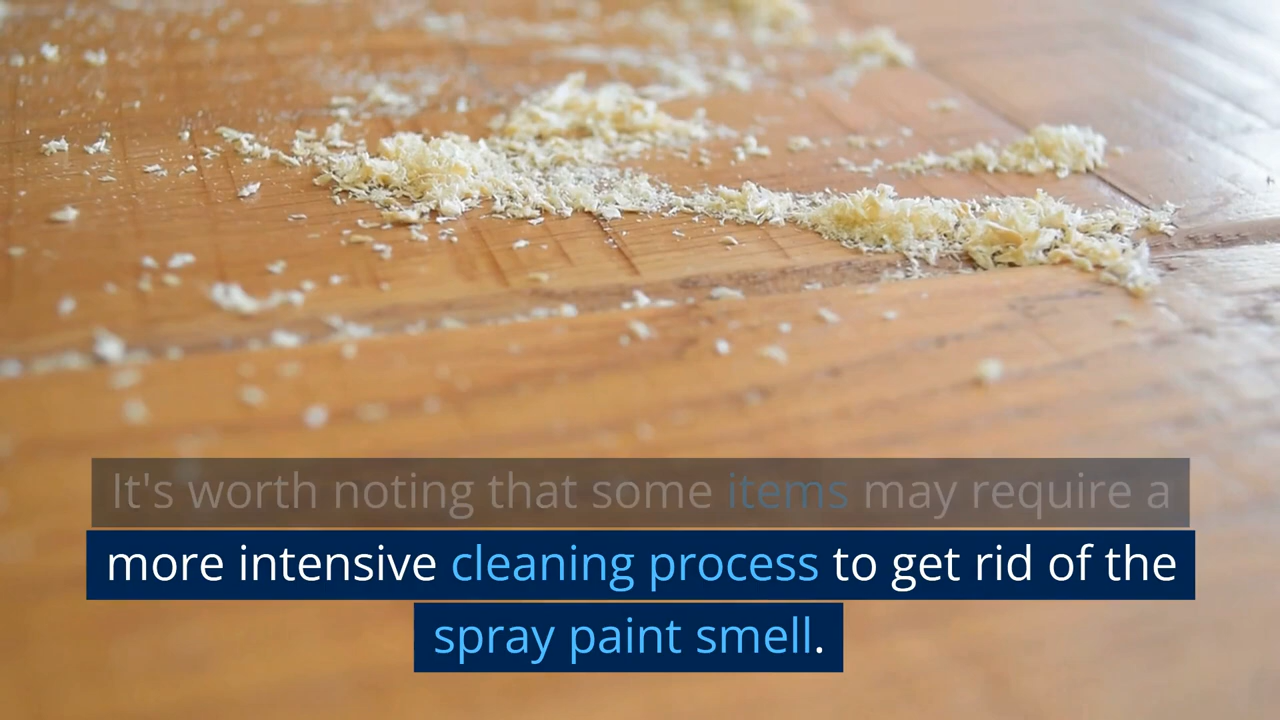 It's worth noting that some items may require a
more intensive cleaning process to get rid of the
spray paint smell.